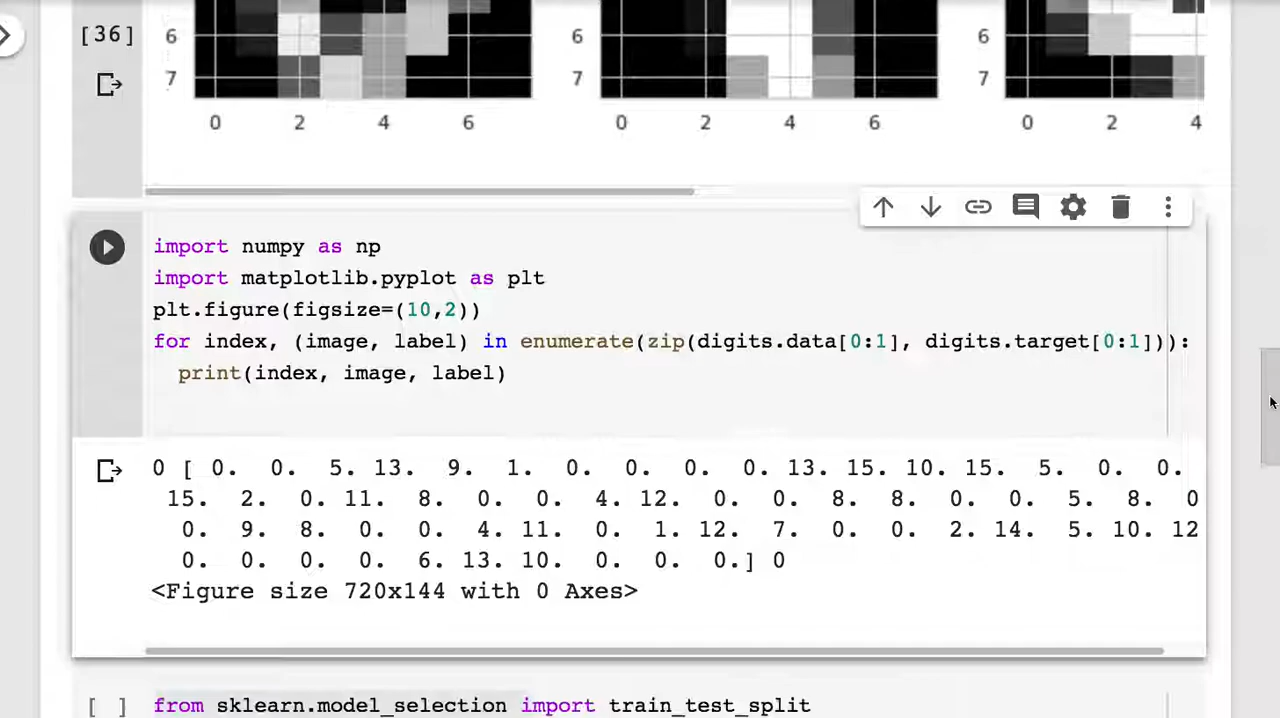 [36]
6 6 6
7 7 7
0 2 4 6 0 2 4 6 0 2 4
import numpy as np
import matplotlib.pyplot as plt
plt.figure(figsize=(10,2))
for index, (image, label) in enumerate(zip(digits.data[0:1], digits.target[0:1])):
  print(index, image, label)
0 [ 0. 0. 5. 13. 9. 1. 0. 0. 0. 0. 13. 15. 10. 15. 5. 0. 0.
15. 2. 0. 11. 8. 0. 0. 4. 12. 0. 0. 8. 8. 0. 0. 5. 8. 0
0. 9. 8. 0. 0. 4. 11. 0. 1. 12. 7. 0. 0. 2. 14. 5. 10. 12
0. 0. 0. 0. 6. 13. 10. 0. 0. 0.] 0
<Figure size 720x144 with 0 Axes>
[ ] from sklearn.model_selection import train_test_split